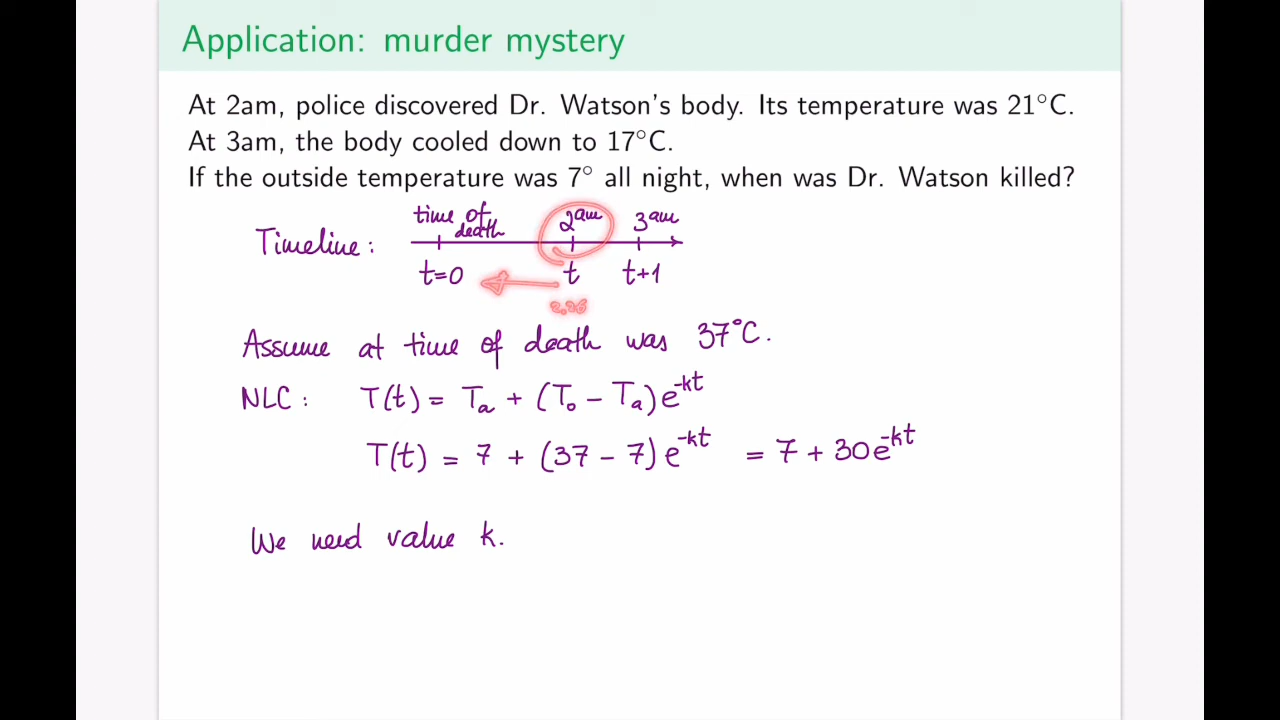 Application: murder mystery
At 2am, police discovered Dr. Watson's body. Its temperature was 21°C.
At 3am, the body cooled down to 17°C.
If the outside temperature was 7° all night, when was Dr. Watson killed?
Timeline: time of death 2am 3am
t=0 t t+1
Assume at time of death was 37°C.
NLC: T(t) = Ta + (To - Ta)e^-kt
T(t) = 7 + (37 - 7)e^-kt = 7 + 30e^-kt
We need value k.